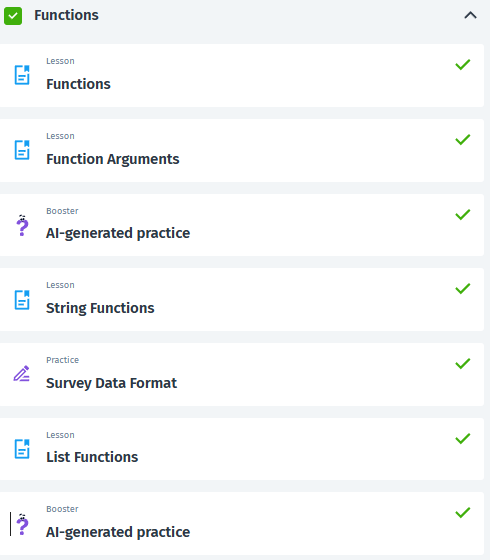 Functions
Lesson
Functions
Lesson
Function Arguments
Booster
AI-generated practice
Lesson
String Functions
Practice
Survey Data Format
Lesson
List Functions
Booster
AI-generated practice